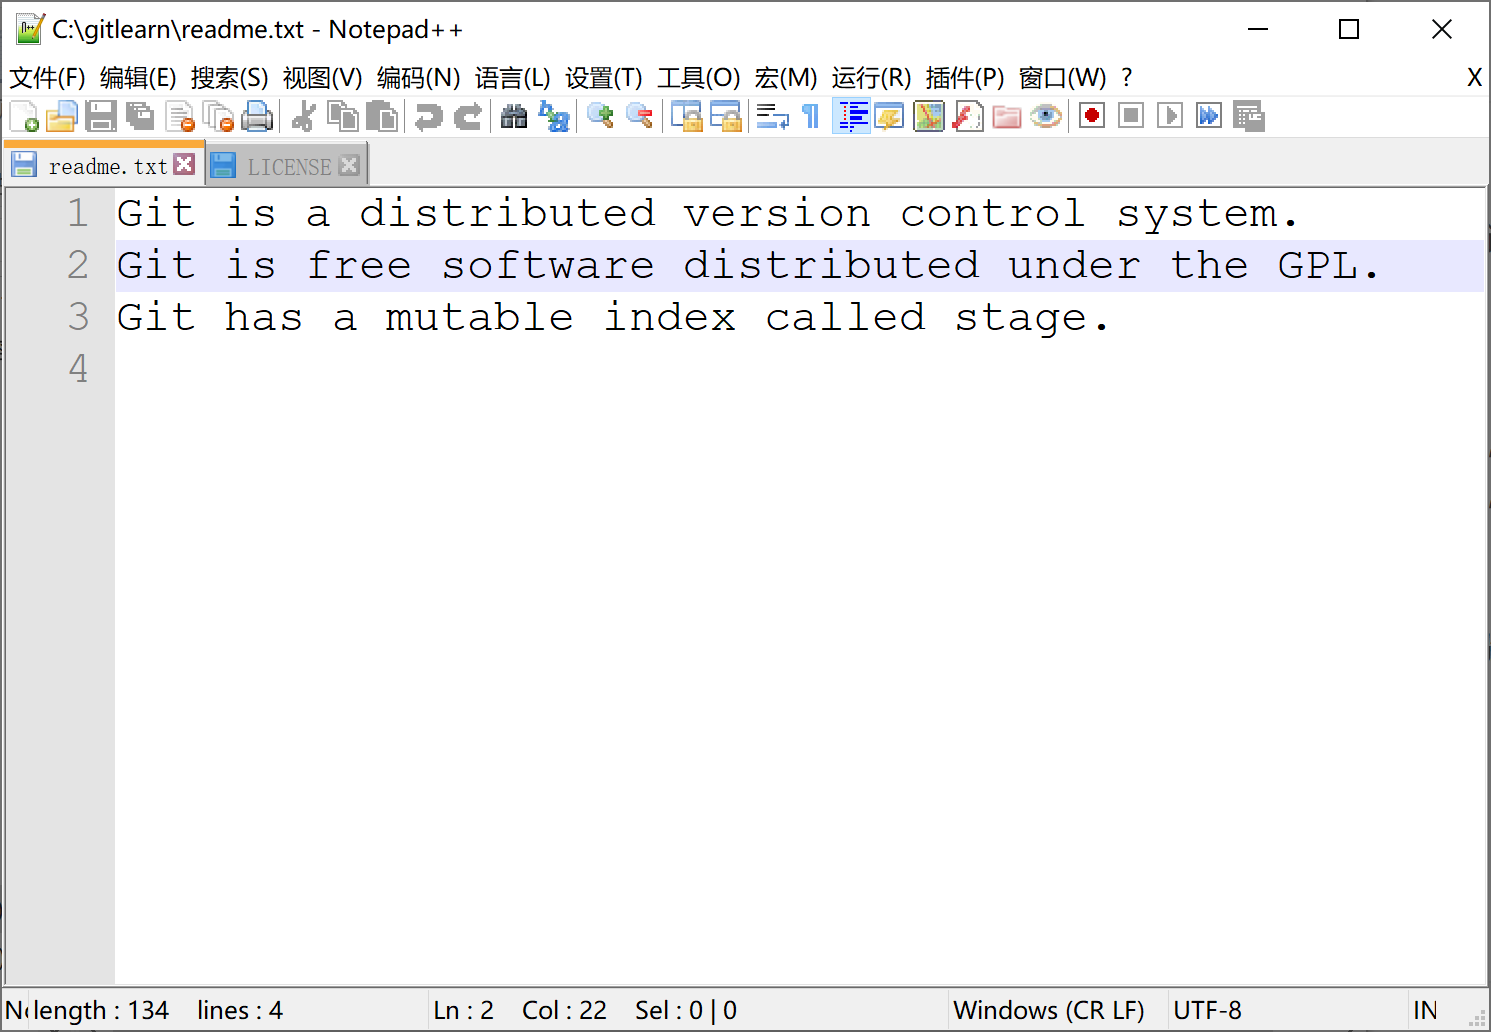 C:\gitlearn\readme.txt - Notepad++
文件(F) 编辑(E) 搜索(S) 视图(V) 编码(N) 语言(L) 设置(T) 工具(O) 宏(M) 运行(R) 插件(P) 窗口(W) ? X
readme.txt LICENSE
1 Git is a distributed version control system.
2 Git is free software distributed under the GPL.
3 Git has a mutable index called stage.
4
length : 134 lines : 4 Ln : 2 Col : 22 Sel : 0 | 0 Windows (CR LF) UTF-8 IN